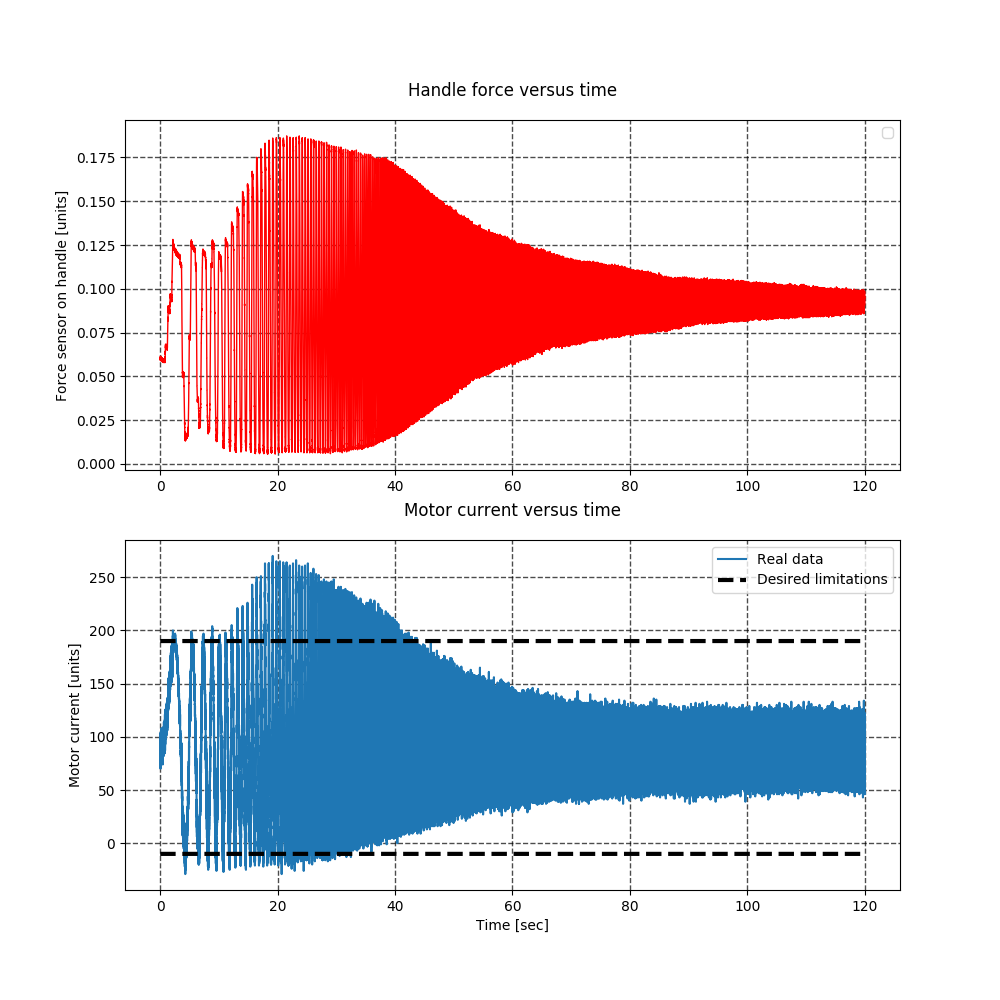 Handle force versus time
Force sensor on handle [units]
0.175
0.150
0.125
0.100
0.075
0.050
0.025
0.000
0 20 40 60 80 100 120
Motor current versus time
Motor current [units]
250
200
150
100
50
0
Real data
Desired limitations
0 20 40 60 80 100 120
Time [sec]